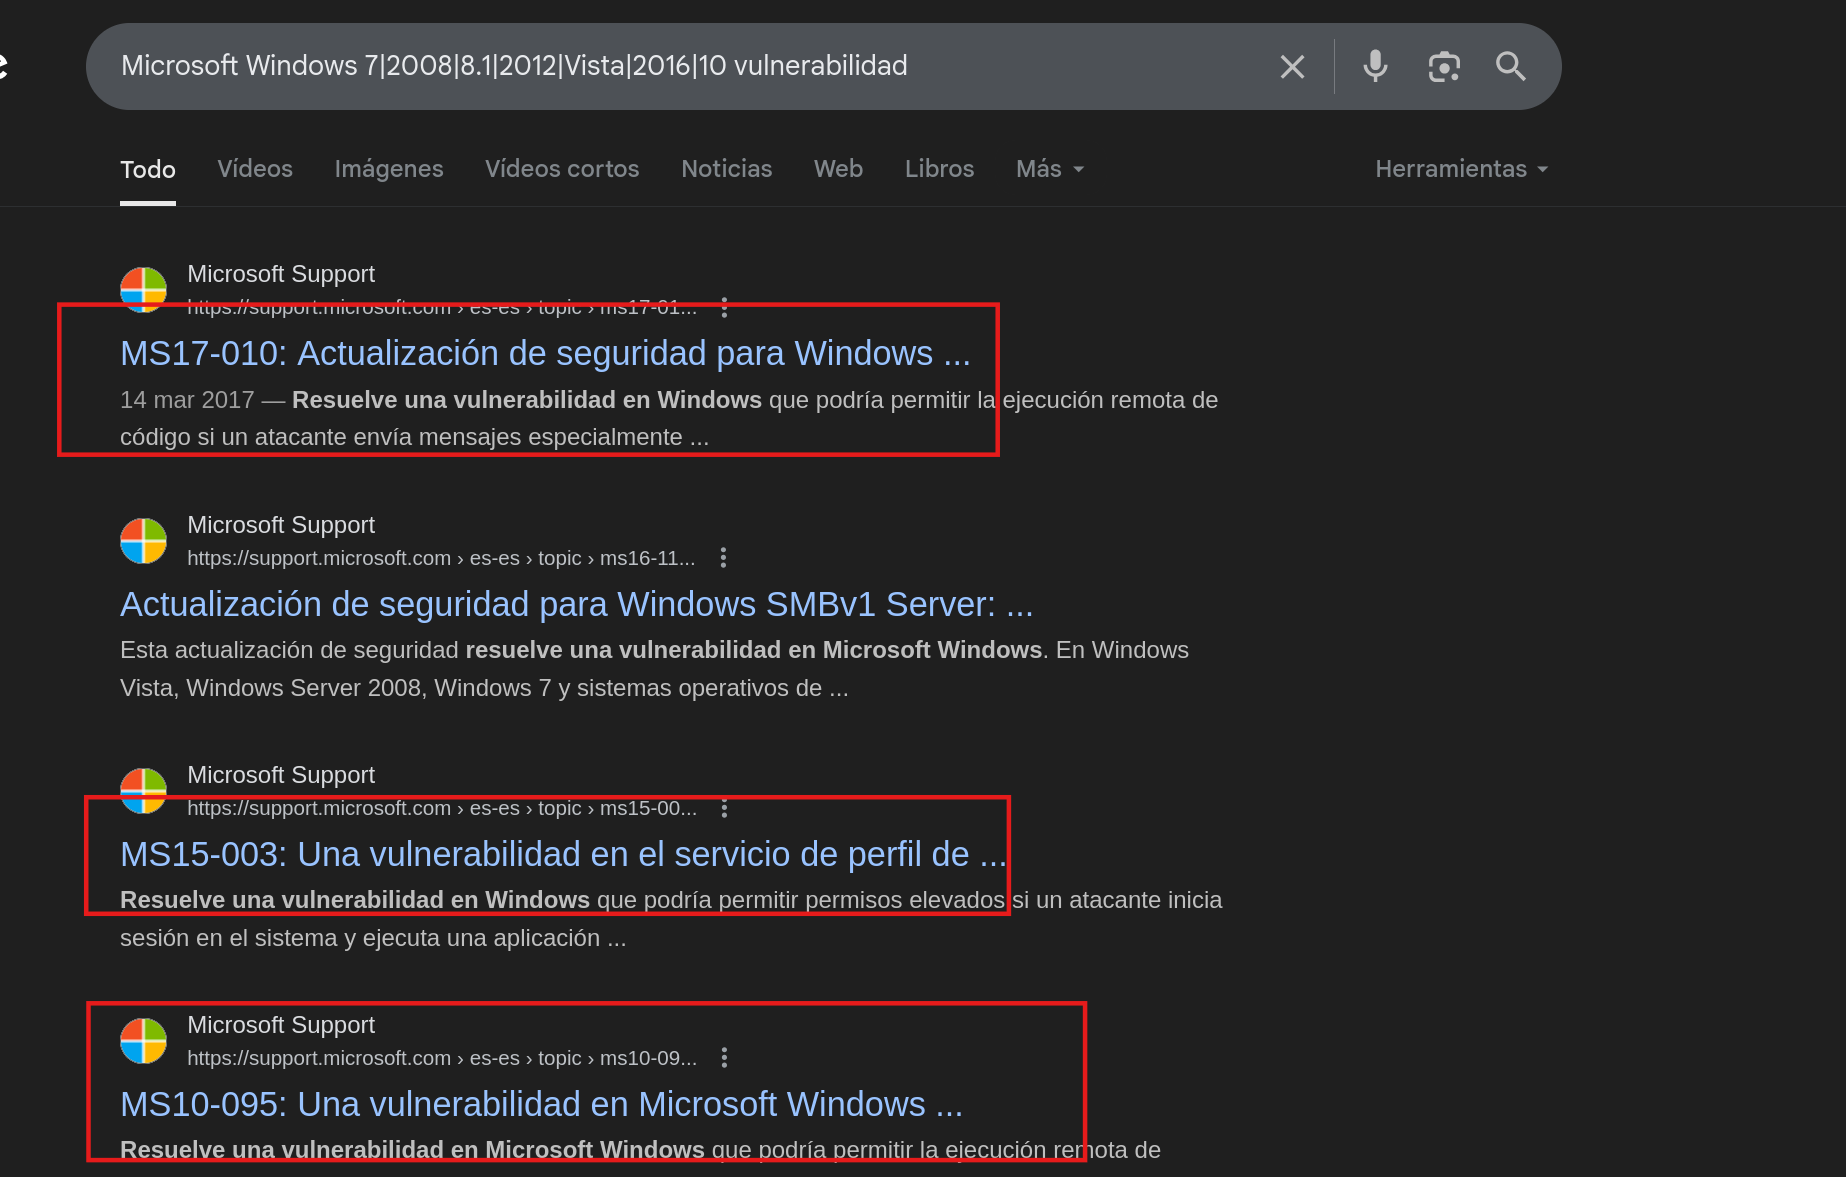 Microsoft Windows 7|2008|8.1|2012|Vista|2016|10 vulnerabilidad
Todo Vídeos Imágenes Vídeos cortos Noticias Web Libros Más Herramientas
Microsoft Support
https://support.microsoft.com › es-es › topic › ms17-01...
MS17-010: Actualización de seguridad para Windows ...
14 mar 2017 — Resuelve una vulnerabilidad en Windows que podría permitir la ejecución remota de
código si un atacante envía mensajes especialmente ...
Microsoft Support
https://support.microsoft.com › es-es › topic › ms16-11...
Actualización de seguridad para Windows SMBv1 Server: ...
Esta actualización de seguridad resuelve una vulnerabilidad en Microsoft Windows. En Windows
Vista, Windows Server 2008, Windows 7 y sistemas operativos de ...
Microsoft Support
https://support.microsoft.com › es-es › topic › ms15-00...
MS15-003: Una vulnerabilidad en el servicio de perfil de ...
Resuelve una vulnerabilidad en Windows que podría permitir permisos elevados si un atacante inicia
sesión en el sistema y ejecuta una aplicación ...
Microsoft Support
https://support.microsoft.com › es-es › topic › ms10-09...
MS10-095: Una vulnerabilidad en Microsoft Windows ...
Resuelve una vulnerabilidad en Microsoft Windows que podría permitir la ejecución remota de